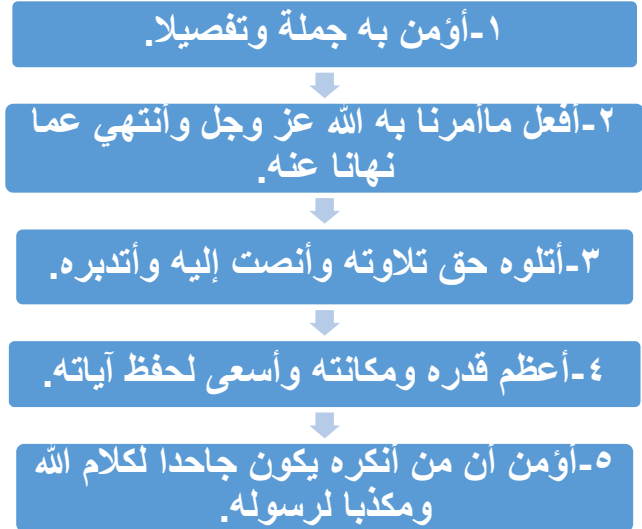 ١-أؤمن به جملة وتفصيلا.
٢-أفعل ماأمرنا به الله عز وجل وأنتهي عما
نهانا عنه.
٣-أتلوه حق تلاوته وأنصت إليه وأتدبره.
٤-أعظم قدره ومكانته وأسعى لحفظ آياته.
٥-أؤمن أن من أنكره يكون جاحدا لكلام الله
ومكذبا لرسوله.